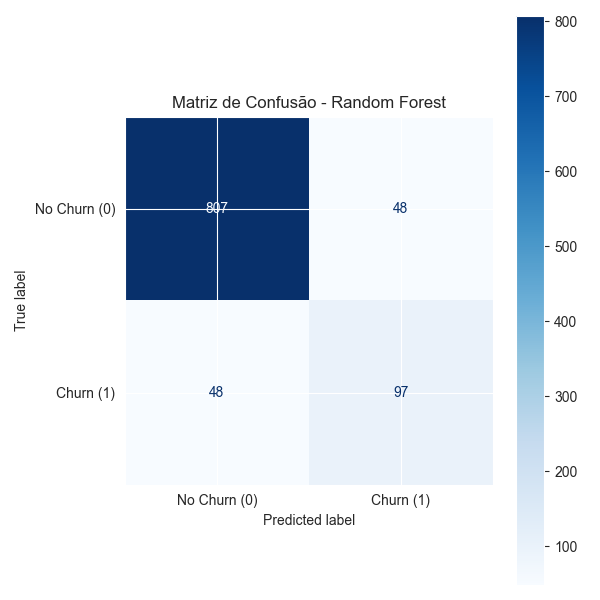 Matriz de Confusão - Random Forest
True label
No Churn (0)
807
48
Churn (1)
48
97
No Churn (0)
Churn (1)
Predicted label
800
700
600
500
400
300
200
100